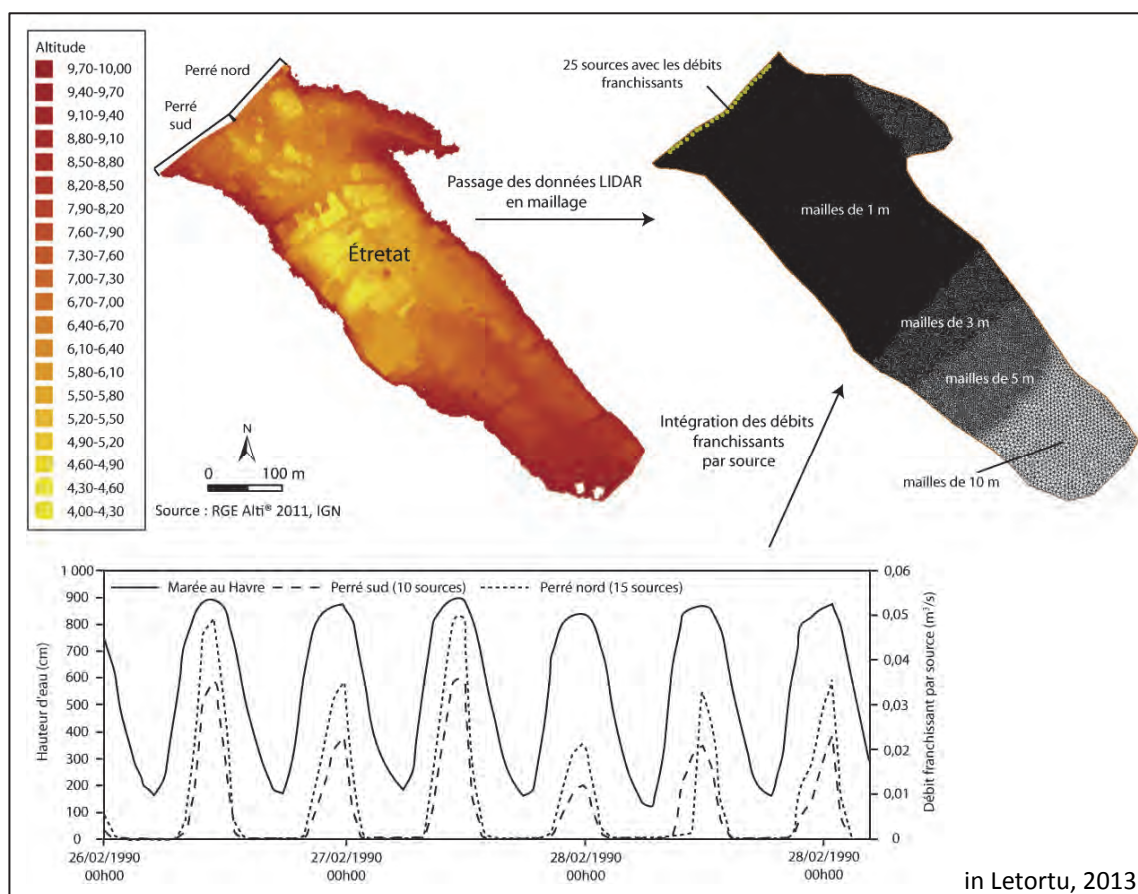 Altitude
9,70-10,00
9,40-9,70
9,10-9,40
8,80-9,10
8,50-8,80
8,20-8,50
7,90-8,20
7,60-7,90
7,30-7,60
7,00-7,30
6,70-7,00
6,40-6,70
6,10-6,40
5,80-6,10
5,50-5,80
5,20-5,50
4,90-5,20
4,60-4,90
4,30-4,60
4,00-4,30
Perré nord
Perré
sud
Étretat
N
0 100 m
Source : RGE Alti® 2011, IGN
Passage des données LIDAR
en maillage
25 sources avec les débits
franchissants
mailles de 1 m
mailles de 3 m
mailles de 5 m
mailles de 10 m
Intégration des débits
franchissants
par source
Marée au Havre
Perré sud (10 sources)
Perré nord (15 sources)
Hauteur d'eau (cm)
1 000
900
800
700
600
500
400
300
200
100
0
Débit franchissant par source (m³/s)
0,06
0,05
0,04
0,03
0,02
0,01
0
26/02/1990
00h00
27/02/1990
00h00
28/02/1990
00h00
28/02/1990
00h00
in Letortu, 2013